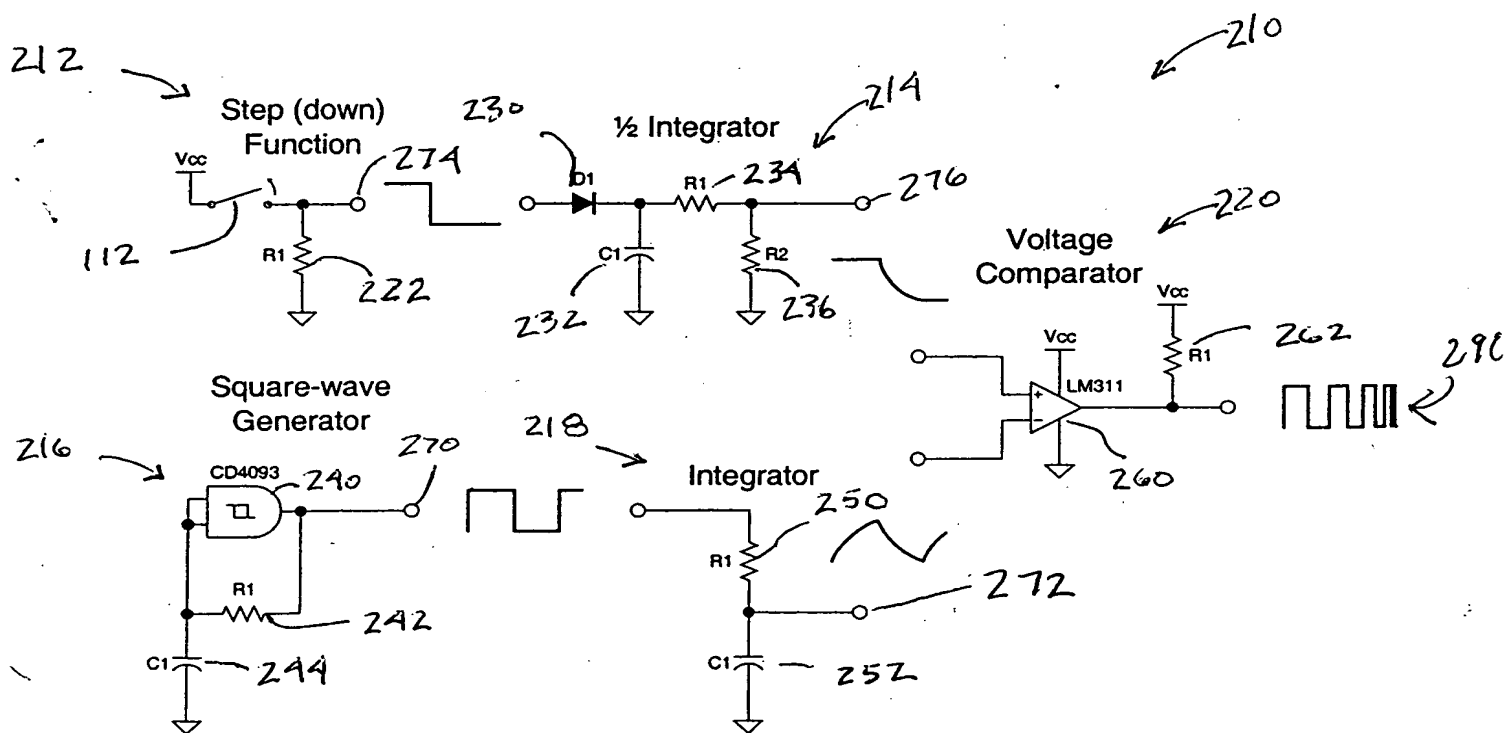 210
212
Step (down)
Function
230
½ Integrator
214
Vcc
274
D1
R1
234
276
112
R1
222
C1
232
R2
236
220
Voltage
Comparator
Vcc
R1
262
Vcc
LM311
+
-
260
290
Square-wave
Generator
216
CD4093
240
270
218
Integrator
250
R1
R1
242
272
C1
244
C1
252